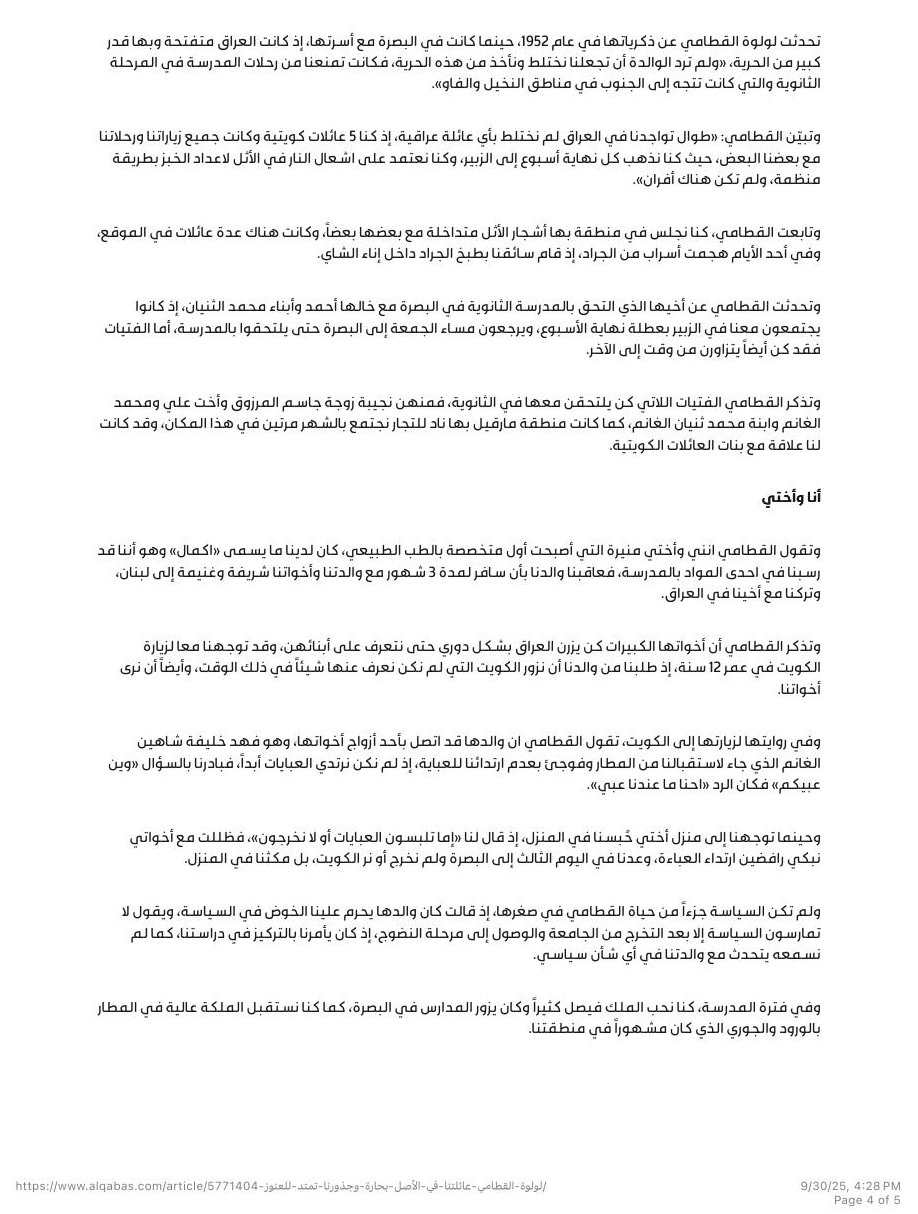 تحدثت لولوة القطامي عن ذكرياتها في عام 1952، حينما كانت في البصرة مع أسرتها، إذ كانت العراق متفتحة وبها قدر
كبير من الحرية، «ولم ترد الوالدة أن تجعلنا نختلط ونأخذ من هذه الحرية، فكانت تمنعنا من رحلات المدرسة في المرحلة
الثانوية والتي كانت تتجه إلى الجنوب في مناطق النخيل والفاو».
وتبيّن القطامي: «طوال تواجدنا في العراق لم نختلط بأي عائلة عراقية، إذ كنا 5 عائلات كويتية وكانت جميع زياراتنا ورحلاتنا
مع بعضنا البعض، حيث كنا نذهب كل نهاية أسبوع إلى الزبير، وكنا نعتمد على اشعال النار في الأثل لاعداد الخبز بطريقة
منظمة، ولم تكن هناك أفران».
وتابعت القطامي، كنا نجلس في منطقة بها أشجار الأثل متداخلة مع بعضها بعضاً، وكانت هناك عدة عائلات في الموقع،
وفي أحد الأيام هجمت أسراب من الجراد، إذ قام سائقنا بطبخ الجراد داخل إناء الشاي.
وتحدثت القطامي عن أخيها الذي التحق بالمدرسة الثانوية في البصرة مع خالها أحمد وأبناء محمد الثنيان، إذ كانوا
يجتمعون معنا في الزبير بعطلة نهاية الأسبوع، ويرجعون مساء الجمعة إلى البصرة حتى يلتحقوا بالمدرسة، أما الفتيات
فقد كن أيضاً يتزاورن من وقت إلى الآخر.
وتذكر القطامي الفتيات اللاتي كن يلتحقن معها في الثانوية، فمنهن نجيبة زوجة جاسم المرزوق وأخت علي ومحمد
الغانم وابنة محمد ثنيان الغانم، كما كانت منطقة مارقيل بها ناد للتجار نجتمع بالشهر مرتين في هذا المكان، وقد كانت
لنا علاقة مع بنات العائلات الكويتية.
أنا وأختي
وتقول القطامي انني وأختي منيرة التي أصبحت أول متخصصة بالطب الطبيعي، كان لدينا ما يسمى «اكمال» وهو أننا قد
رسبنا في احدى المواد بالمدرسة، فعاقبنا والدنا بأن سافر لمدة 3 شهور مع والدتنا وأخواتنا شريفة وغنيمة إلى لبنان،
وتركنا مع أخينا في العراق.
وتذكر القطامي أن أخواتها الكبيرات كن يزرن العراق بشكل دوري حتى نتعرف على أبنائهن، وقد توجهنا معا لزيارة
الكويت في عمر 12 سنة، إذ طلبنا من والدنا أن نزور الكويت التي لم نكن نعرف عنها شيئاً في ذلك الوقت، وأيضاً أن نرى
أخواتنا.
وفي روايتها لزيارتها إلى الكويت، تقول القطامي ان والدها قد اتصل بأحد أزواج أخواتها، وهو فهد خليفة شاهين
الغانم الذي جاء لاستقبالنا من المطار وفوجئ بعدم ارتدائنا للعباية، إذ لم نكن نرتدي العبايات أبداً، فبادرنا بالسؤال «وين
عبيكم» فكان الرد «احنا ما عندنا عبي».
وحينما توجهنا إلى منزل أختي حُبسنا في المنزل، إذ قال لنا «إما تلبسون العبايات أو لا تخرجون»، فظللت مع أخواتي
نبكي رافضين ارتداء العباءة، وعدنا في اليوم الثالث إلى البصرة ولم نخرج أو نر الكويت، بل مكثنا في المنزل.
ولم تكن السياسة جزءاً من حياة القطامي في صغرها، إذ قالت كان والدها يحرم علينا الخوض في السياسة، ويقول لا
تمارسون السياسة إلا بعد التخرج من الجامعة والوصول إلى مرحلة النضوج، إذ كان يأمرنا بالتركيز في دراستنا، كما لم
نسمعه يتحدث مع والدتنا في أي شأن سياسي.
وفي فترة المدرسة، كنا نحب الملك فيصل كثيراً وكان يزور المدارس في البصرة، كما كنا نستقبل الملكة عالية في المطار
بالورود والجوري الذي كان مشهوراً في منطقتنا.
https://www.alqabas.com/article/5771404-لولوة-القطامي-عائلتنا-في-الأصل-بحارة-وجذورنا-تمتد-للعتوز/
9/30/25, 4:28 PM
Page 4 of 5